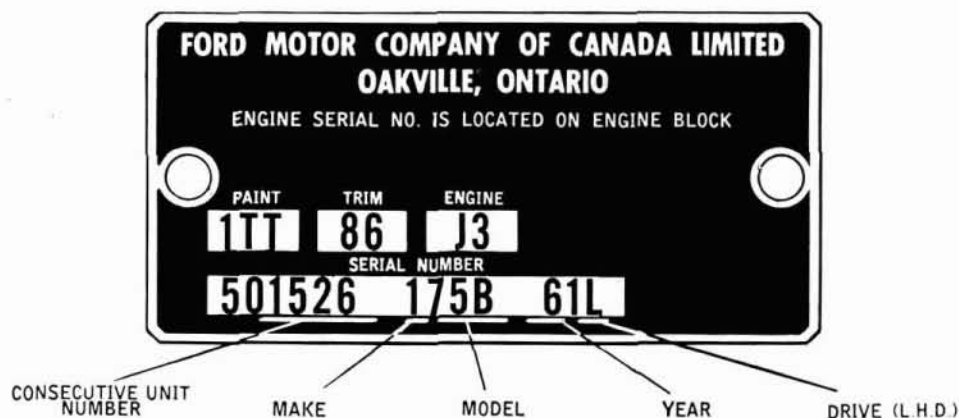 FORD MOTOR COMPANY OF CANADA LIMITED
OAKVILLE, ONTARIO
ENGINE SERIAL NO. IS LOCATED ON ENGINE BLOCK
PAINT TRIM ENGINE
1TT 86 J3
SERIAL NUMBER
501526 175B 61L
CONSECUTIVE UNIT
NUMBER MAKE MODEL YEAR DRIVE (L.H.D.)